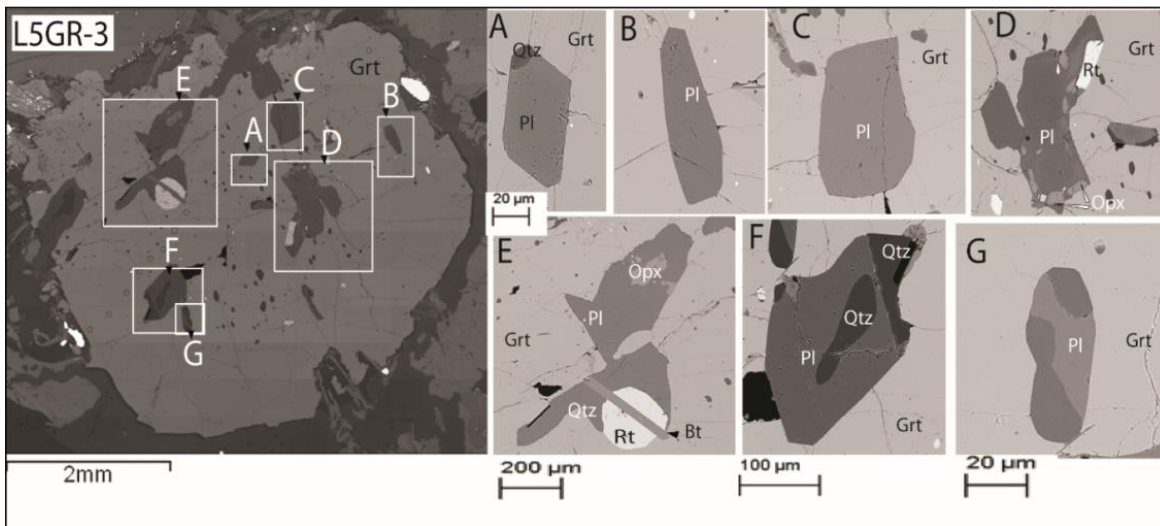 L5GR-3
Grt
E
C
B
A
D
F
G
2mm
A
Qtz
Grt
Pl
20 µm
B
Pl
C
Grt
Pl
D
Grt
Rt
Pl
Opx
E
Opx
Pl
Grt
Qtz
Rt
Bt
200 µm
F
Qtz
Qtz
Pl
Grt
100 µm
G
Pl
Grt
20 µm